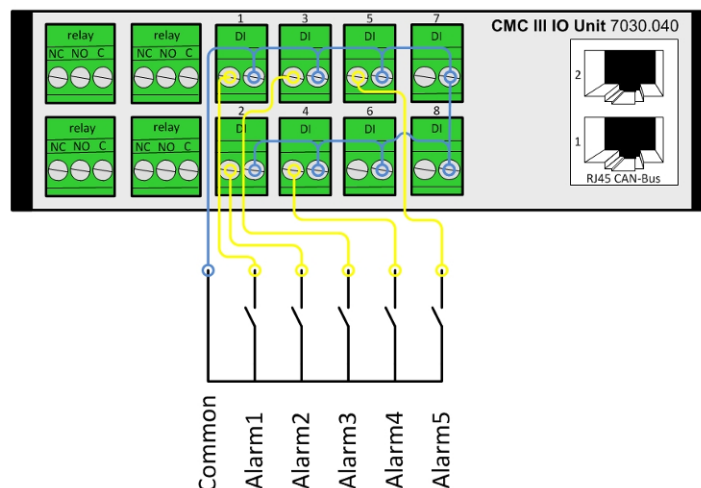 1 3 5 7
CMC III IO Unit 7030.040
relay relay DI DI DI DI
NC NO C NC NO C
2
2 4 6 8
relay relay DI DI DI DI
NC NO C NC NO C
1
RJ45 CAN-Bus
Common
Alarm1
Alarm2
Alarm3
Alarm4
Alarm5